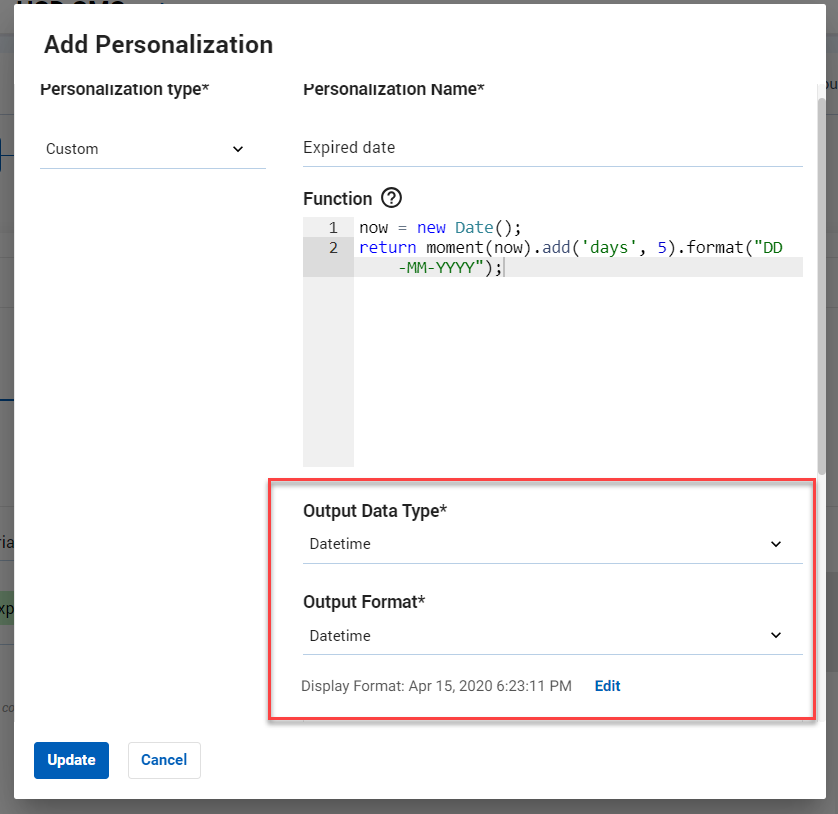 Add Personalization
Personalization type*
Personalization Name*
Custom
Expired date
Function ?
1 now = new Date();
2 return moment(now).add('days', 5).format("DD
-MM-YYYY");
Output Data Type*
Datetime
Output Format*
Datetime
Display Format: Apr 15, 2020 6:23:11 PM Edit
Update Cancel